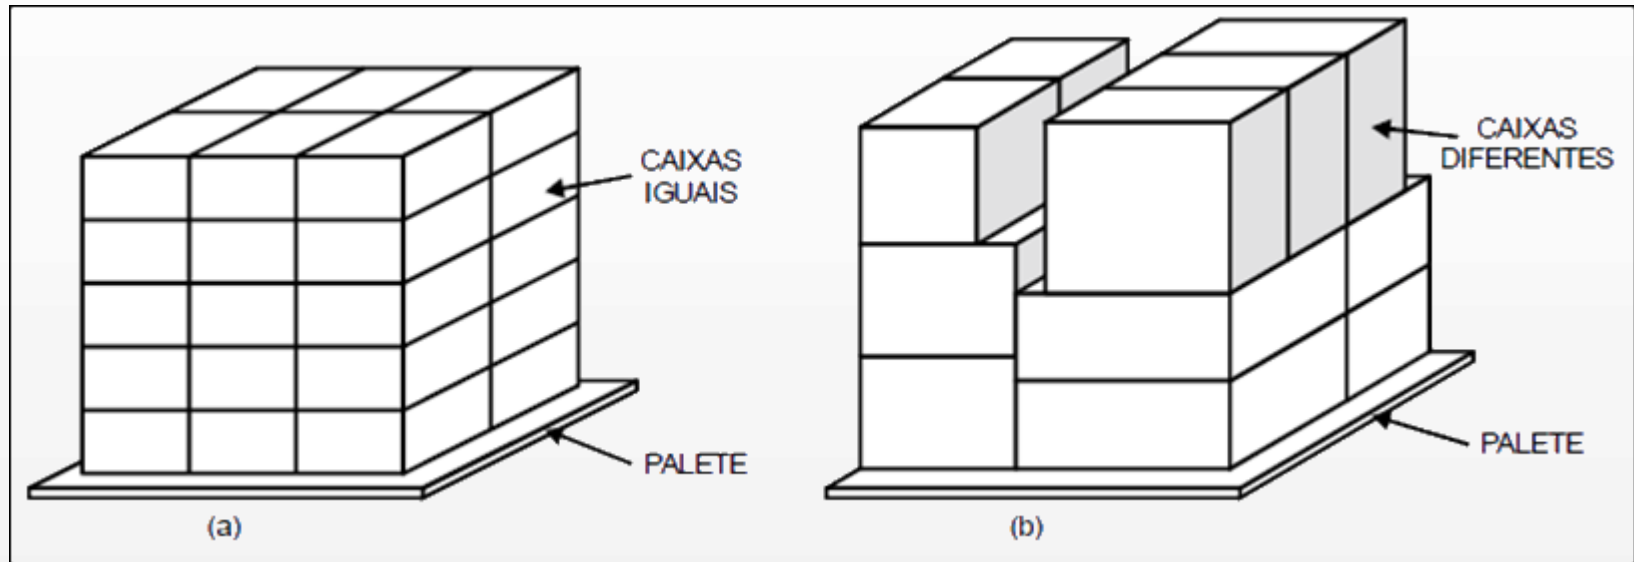 CAIXAS
IGUAIS
PALETE
(a)
CAIXAS
DIFERENTES
PALETE
(b)